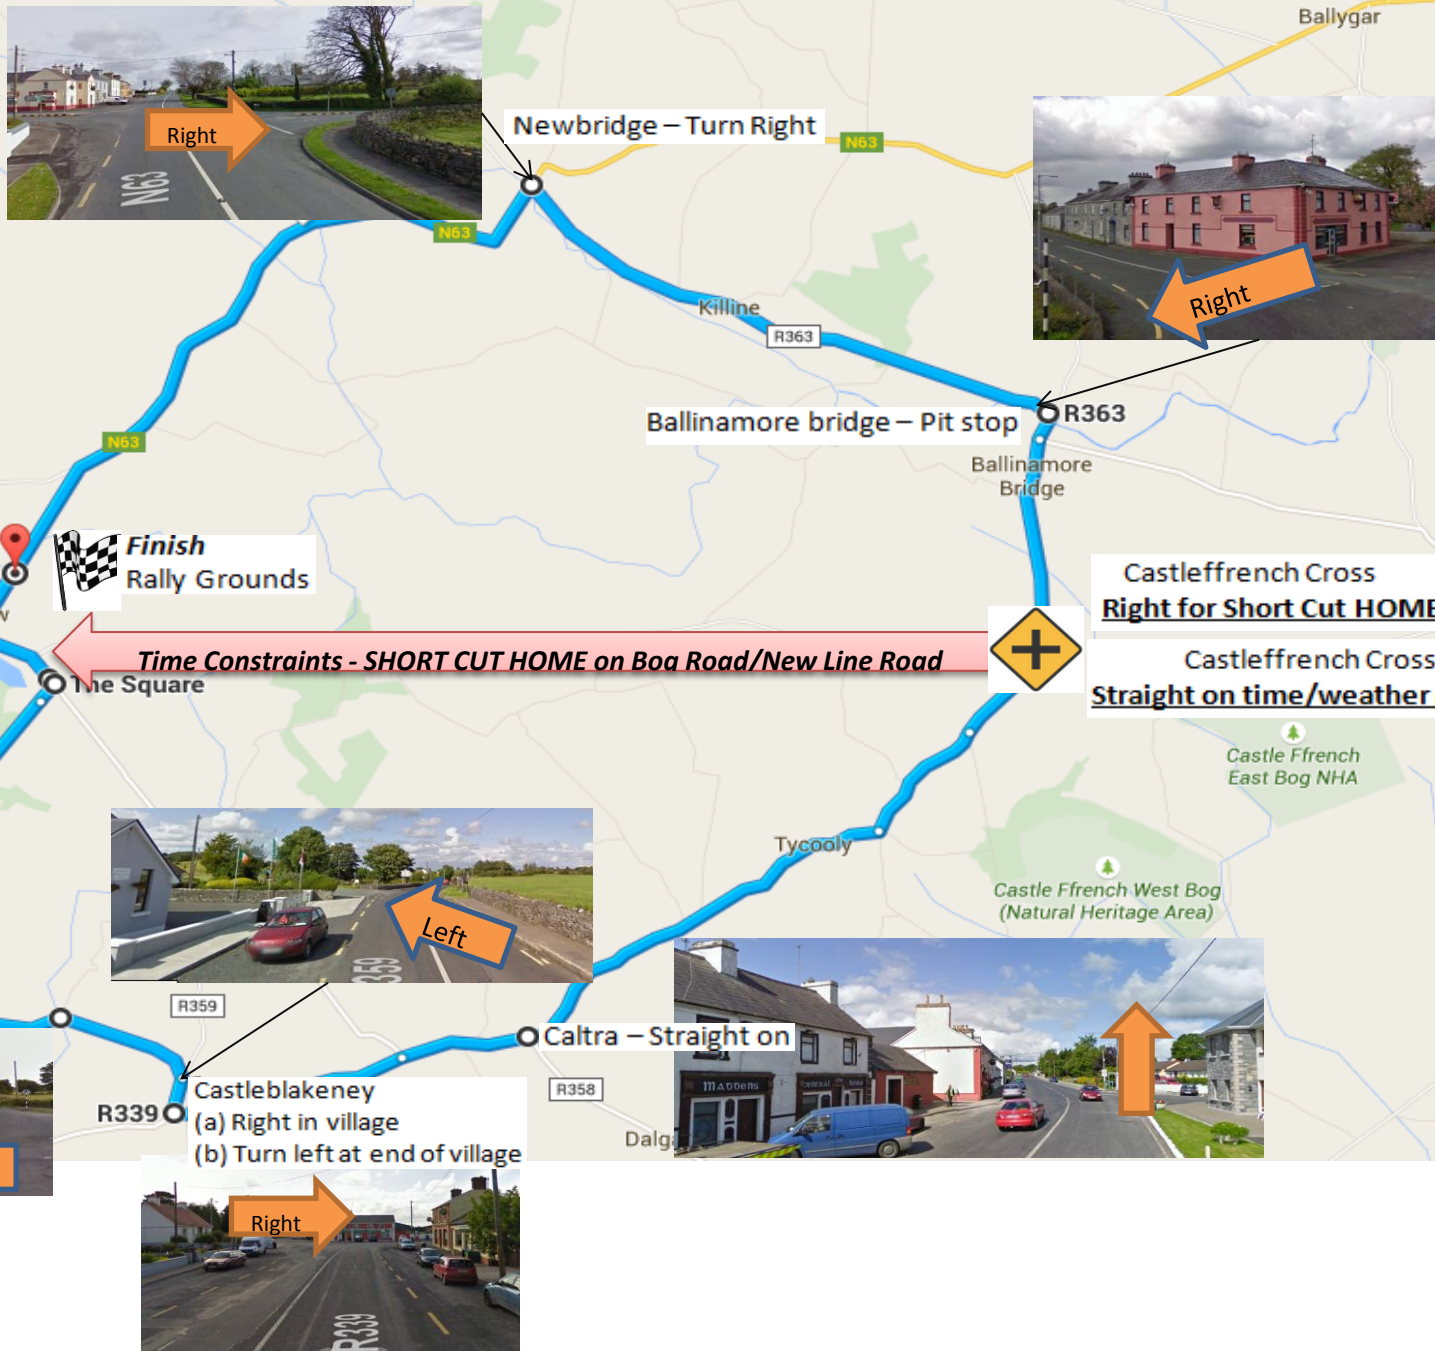 Ballygar
Right
N63
Newbridge – Turn Right
N63
N63
Right
Killine
R363
Ballinamore bridge – Pit stop
R363
Ballinamore
Bridge
N63
Finish
Rally Grounds
w
Castleffrench Cross
Right for Short Cut HOME
Time Constraints - SHORT CUT HOME on Bog Road/New Line Road
Castleffrench Cross
Straight on time/weather
The Square
Castle Ffrench
East Bog NHA
Tycooly
Castle Ffrench West Bog
(Natural Heritage Area)
Left
359
R359
Caltra – Straight on
R358
MADDENS
Castleblakeney
R339
(a) Right in village
(b) Turn left at end of village
Dalg
Right
R339